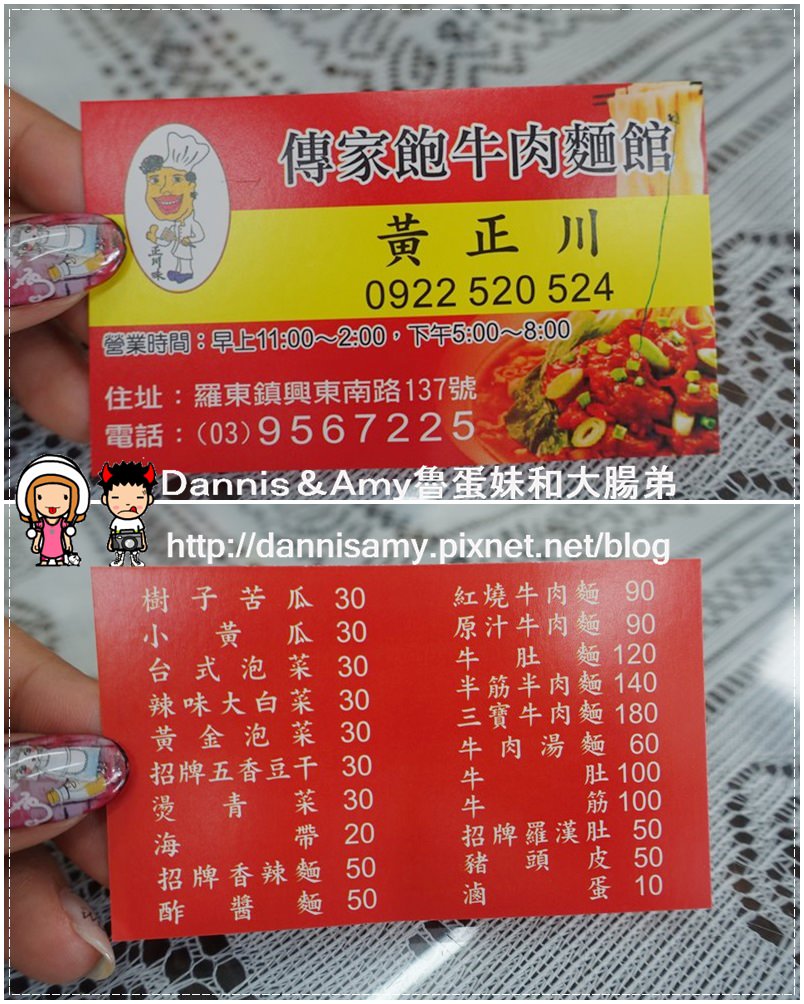 傳家飽牛肉麵館
正川味
黃正川
0922 520 524
營業時間：早上11:00～2:00，下午5:00～8:00
住址：羅東鎮興東南路137號
電話：(03)9567225
Dannis＆Amy魯蛋妹和大腸弟
http://dannisamy.pixnet.net/blog
樹子苦瓜 30
小黃瓜 30
台式泡菜 30
辣味大白菜 30
黃金泡菜 30
招牌五香豆干 30
燙青菜 30
海帶 20
招牌香辣麵 50
酢醬麵 50
紅燒牛肉麵 90
原汁牛肉麵 90
牛肚麵 120
半筋半肉麵 140
三寶牛肉麵 180
牛肉湯麵 60
牛肚 100
牛筋 100
招牌羅漢肚 50
豬頭皮 50
滷蛋 10